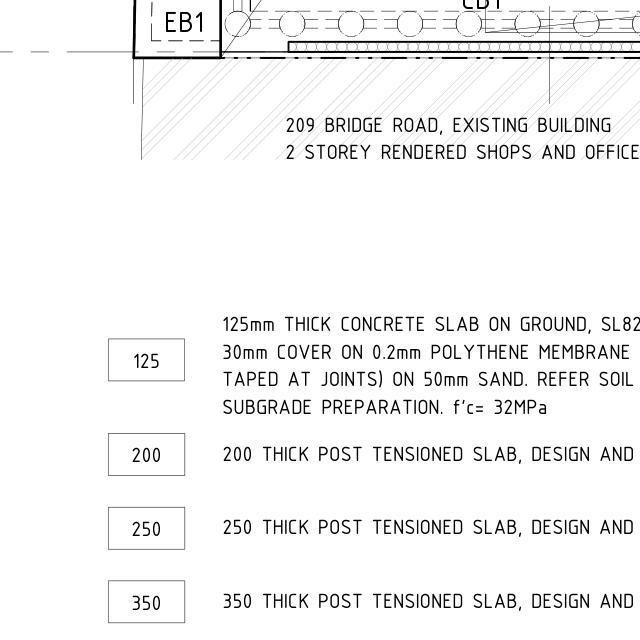 EB1
209 BRIDGE ROAD, EXISTING BUILDING
2 STOREY RENDERED SHOPS AND OFFICE
125mm THICK CONCRETE SLAB ON GROUND, SL82
125
30mm COVER ON 0.2mm POLYTHENE MEMBRANE
TAPED AT JOINTS) ON 50mm SAND. REFER SOIL
SUBGRADE PREPARATION. f'c= 32MPa
200
200 THICK POST TENSIONED SLAB, DESIGN AND
250
250 THICK POST TENSIONED SLAB, DESIGN AND
350
350 THICK POST TENSIONED SLAB, DESIGN AND